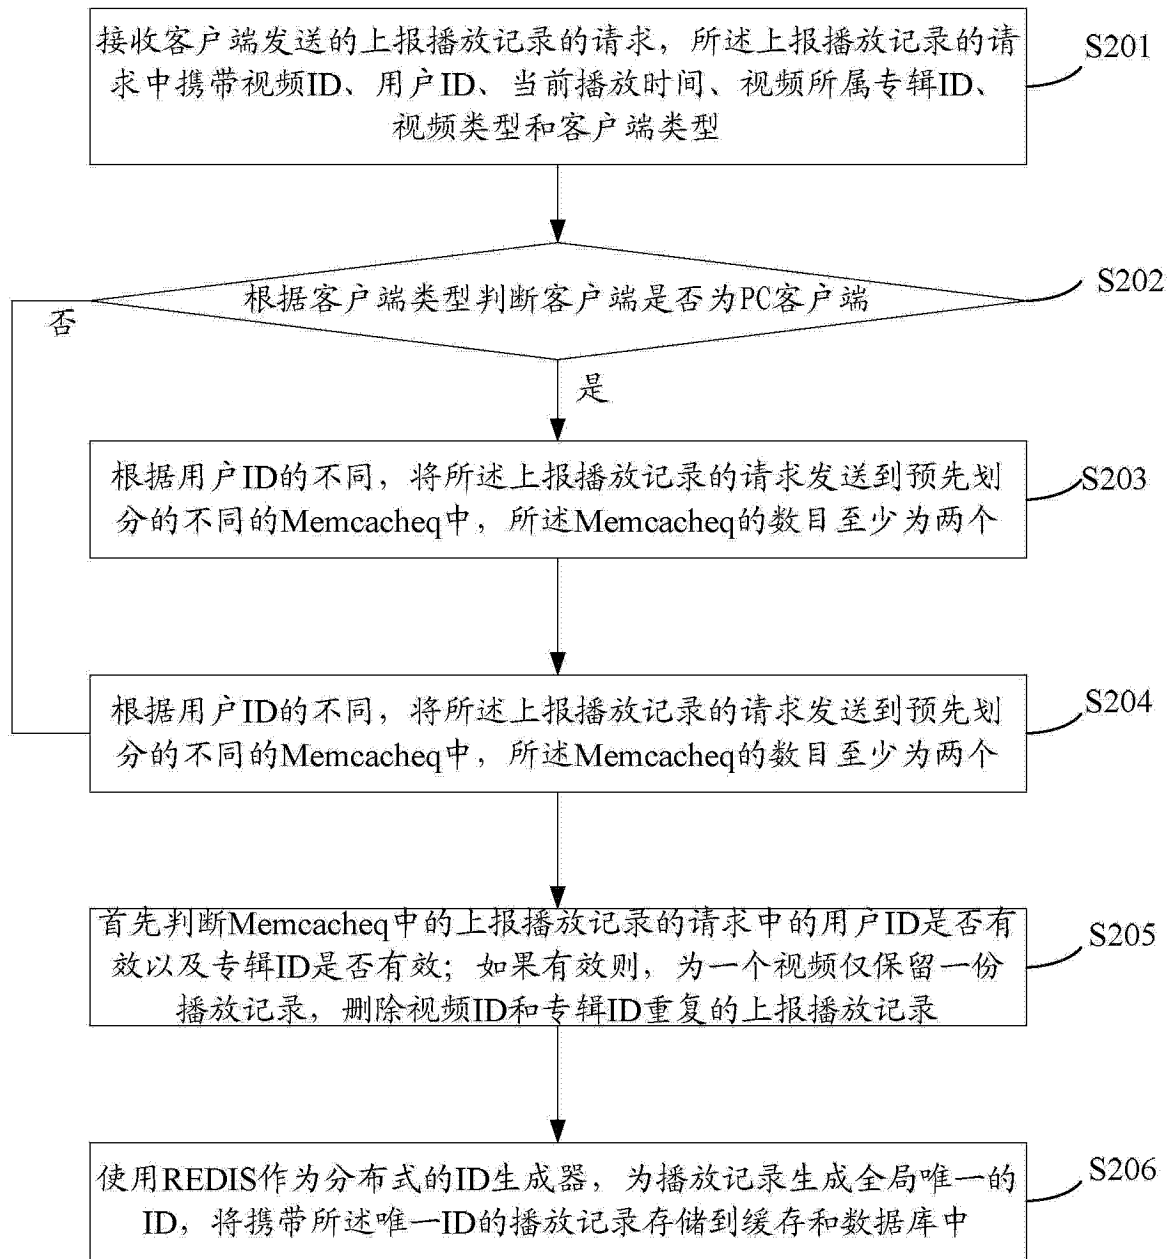 接收客户端发送的上报播放记录的请求，所述上报播放记录的请
求中携带视频ID、用户ID、当前播放时间、视频所属专辑ID、
视频类型和客户端类型
S201
根据客户端类型判断客户端是否为PC客户端
S202
否
是
根据用户ID的不同，将所述上报播放记录的请求发送到预先划
分的不同的Memcacheq中，所述Memcacheq的数目至少为两个
S203
根据用户ID的不同，将所述上报播放记录的请求发送到预先划
分的不同的Memcacheq中，所述Memcacheq的数目至少为两个
S204
首先判断Memcacheq中的上报播放记录的请求中的用户ID是否有
效以及专辑ID是否有效；如果有效则，为一个视频仅保留一份
播放记录，删除视频ID和专辑ID重复的上报播放记录
S205
使用REDIS作为分布式的ID生成器，为播放记录生成全局唯一的
ID，将携带所述唯一ID的播放记录存储到缓存和数据库中
S206